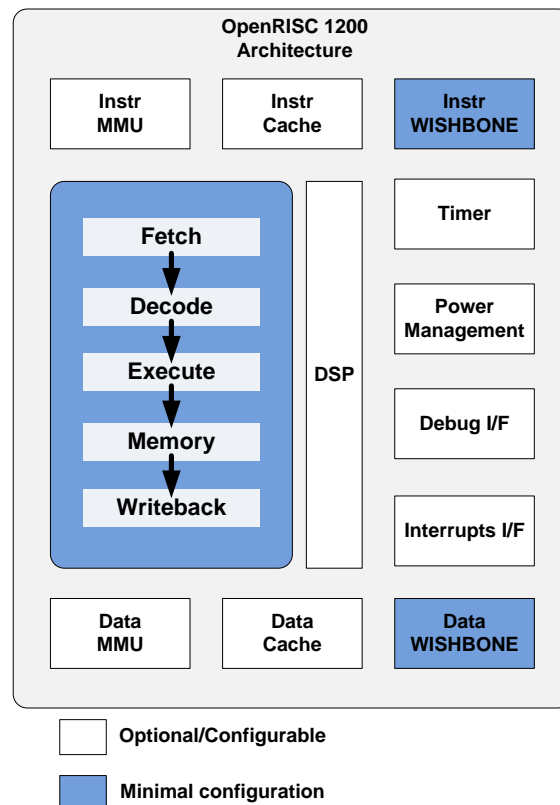 OpenRISC 1200
Architecture
Instr
MMU
Instr
Cache
Instr
WISHBONE
Fetch
Decode
Execute
Memory
Writeback
DSP
Timer
Power
Management
Debug I/F
Interrupts I/F
Data
MMU
Data
Cache
Data
WISHBONE
Optional/Configurable
Minimal configuration